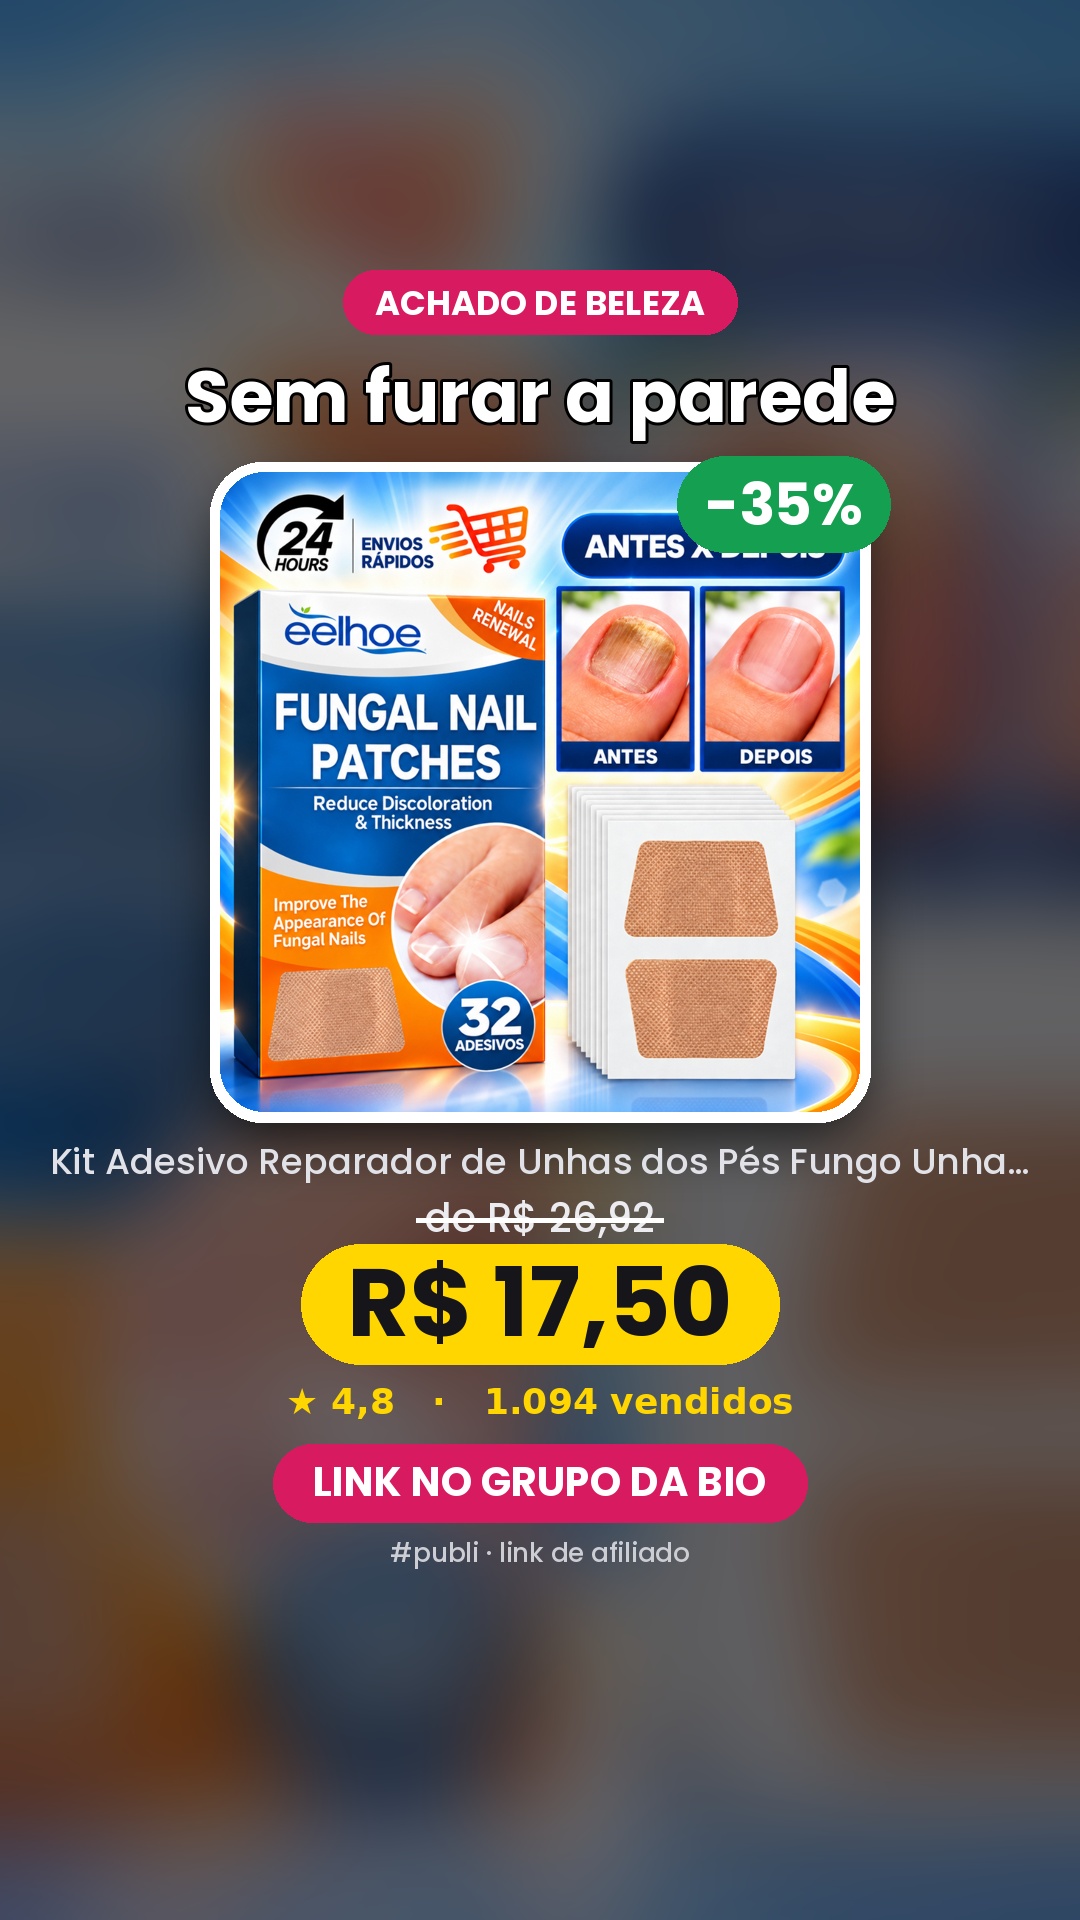 ACHADO DE BELEZA
Sem furar a parede
-35%
24
HOURS
ENVIOS
RÁPIDOS
ANTES X DEPOIS
eelhoe
NAILS
RENEWAL
FUNGAL NAIL
PATCHES
Reduce Discoloration
& Thickness
ANTES
DEPOIS
Improve The
Appearance Of
Fungal Nails
32
ADESIVOS
Kit Adesivo Reparador de Unhas dos Pés Fungo Unha...
de R$ 26,92
R$ 17,50
★ 4,8 · 1.094 vendidos
LINK NO GRUPO DA BIO
#publi · link de afiliado